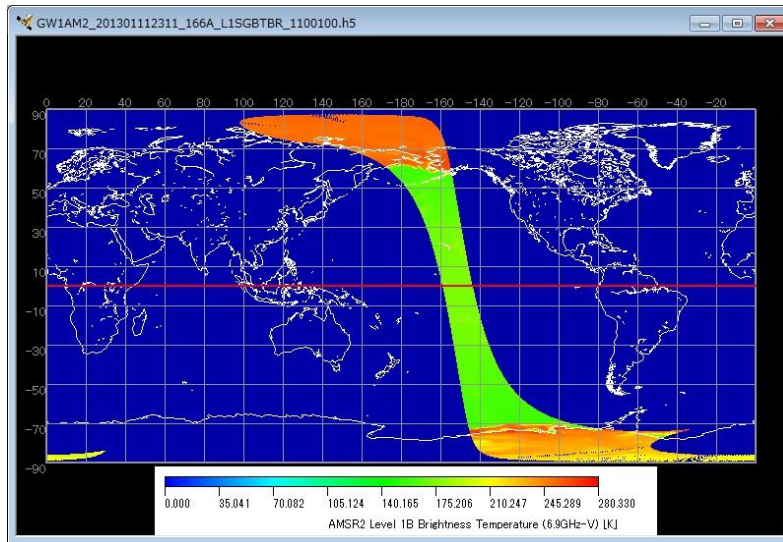 GW1AM2_201301112311_166A_L1SGBTBR_1100100.h5
0 20 40 60 80 100 120 140 160 -180 -160 -140 -120 -100 -80 -60 -40 -20
90
70
50
30
10
-10
-30
-50
-70
-90
0.000 35.041 70.082 105.124 140.165 175.206 210.247 245.289 280.330
AMSR2 Level 1B Brightness Temperature (6.9GHz-V) [K]